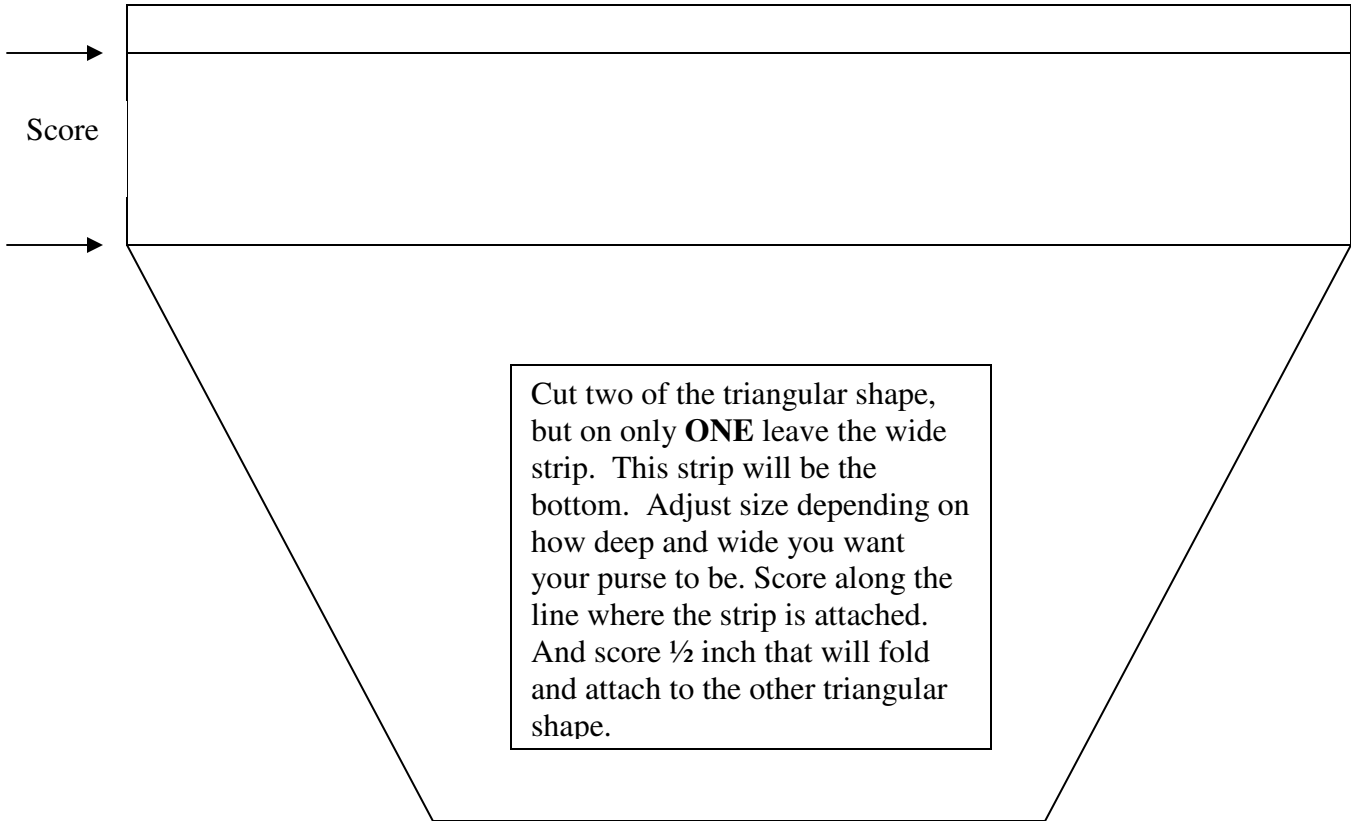 Score
Cut two of the triangular shape,
but on only ONE leave the wide
strip.  This strip will be the
bottom.  Adjust size depending on
how deep and wide you want
your purse to be. Score along the
line where the strip is attached.
And score ½ inch that will fold
and attach to the other triangular
shape.